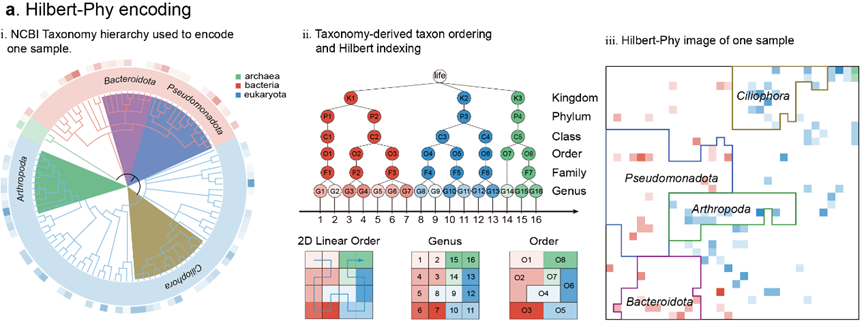 a. Hilbert-Phy encoding
i. NCBI Taxonomy hierarchy used to encode
one sample.
Bacteroidota
Pseudomonadota
Arthropoda
Ciliophora
archaea
bacteria
eukaryota
ii. Taxonomy-derived taxon ordering
and Hilbert indexing
life
K1 K2 K3 Kingdom
P1 P2 P3 P4 Phylum
C1 C2 C3 C4 C5 Class
O1 O2 O3 O4 O5 O6 O7 O8 Order
F1 F2 F3 F4 F5 F6 F7 Family
G1 G2 G3 G4 G5 G6 G7 G8 G9 G10 G11 G12 G13 G14 G15 G16 Genus
1 2 3 4 5 6 7 8 9 10 11 12 13 14 15 16
2D Linear Order
Genus
1 2 15 16
4 3 14 13
5 8 9 12
6 7 10 11
Order
O1 O8
O2 O7
O6
O4
O3 O5
iii. Hilbert-Phy image of one sample
Ciliophora
Pseudomonadota
Arthropoda
Bacteroidota